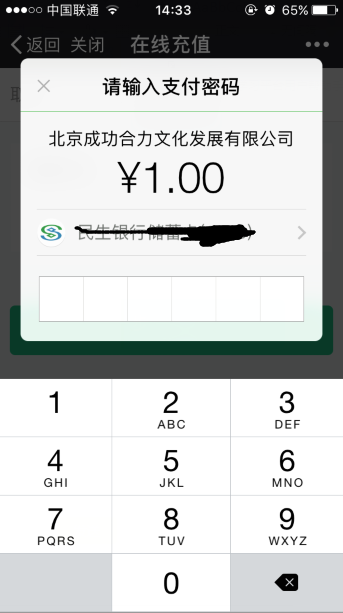 中国联通 14:33 65%
返回 关闭 在线充值
请输入支付密码
北京成功合力文化发展有限公司
¥1.00
民生银行储蓄卡
1
2
ABC
3
DEF
4
GHI
5
JKL
6
MNO
7
PQRS
8
TUV
9
WXYZ
0